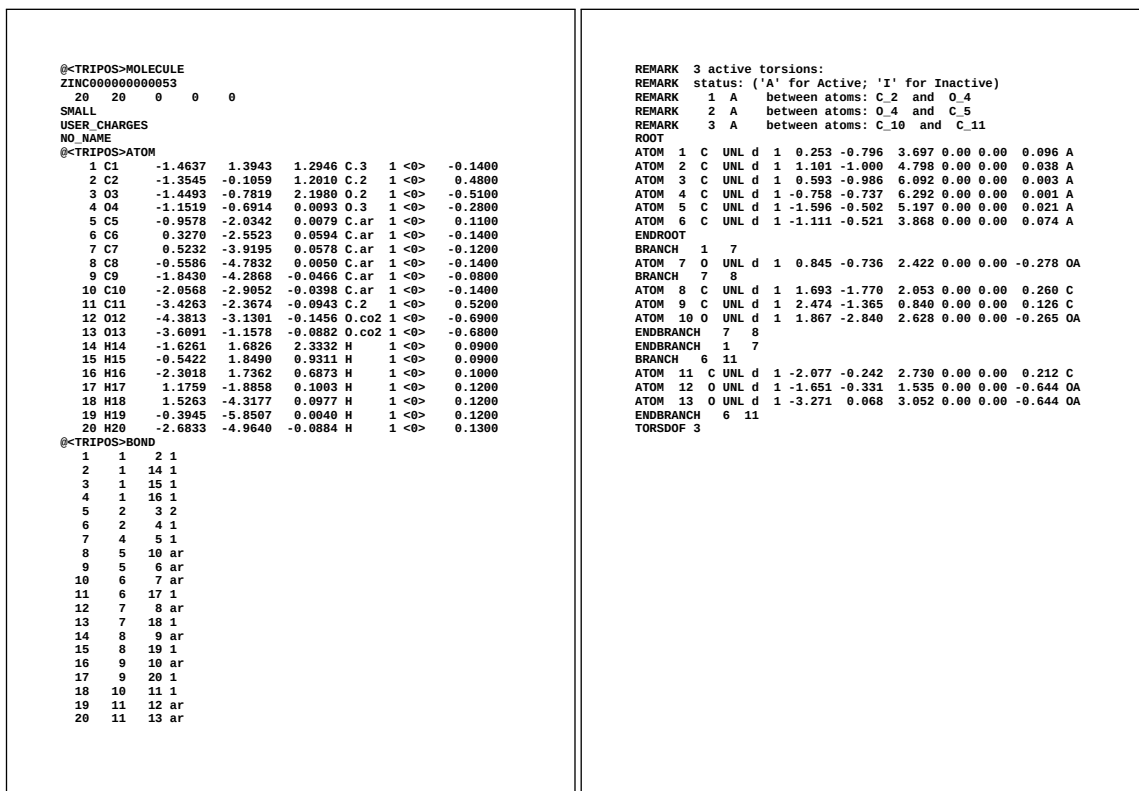 @<TRIPOS>MOLECULE
ZINC000000000053
20 20 0 0 0
SMALL
USER_CHARGES
NO_NAME
@<TRIPOS>ATOM
1 C1 -1.4637 1.3943 1.2946 C.3 1 <0> -0.1400
2 C2 -1.3545 -0.1059 1.2010 C.2 1 <0> 0.4800
3 O3 -1.4493 -0.7819 2.1980 O.2 1 <0> -0.5100
4 O4 -1.1519 -0.6914 0.0093 O.3 1 <0> -0.2800
5 C5 -0.9578 -2.0342 0.0079 C.ar 1 <0> 0.1100
6 C6 0.3270 -2.5523 0.0594 C.ar 1 <0> -0.1400
7 C7 0.5232 -3.9195 0.0578 C.ar 1 <0> -0.1200
8 C8 -0.5586 -4.7832 0.0050 C.ar 1 <0> -0.1400
9 C9 -1.8430 -4.2868 -0.0466 C.ar 1 <0> -0.0800
10 C10 -2.0568 -2.9052 -0.0398 C.ar 1 <0> -0.1400
11 C11 -3.4263 -2.3674 -0.0943 C.2 1 <0> 0.5200
12 O12 -4.3813 -3.1301 -0.1456 O.co2 1 <0> -0.6900
13 O13 -3.6091 -1.1578 -0.0882 O.co2 1 <0> -0.6800
14 H14 -1.6261 1.6826 2.3332 H 1 <0> 0.0900
15 H15 -0.5422 1.8490 0.9311 H 1 <0> 0.0900
16 H16 -2.3018 1.7362 0.6873 H 1 <0> 0.1000
17 H17 1.1759 -1.8858 0.1003 H 1 <0> 0.1200
18 H18 1.5263 -4.3177 0.0977 H 1 <0> 0.1200
19 H19 -0.3945 -5.8507 0.0040 H 1 <0> 0.1200
20 H20 -2.6833 -4.9640 -0.0884 H 1 <0> 0.1300
@<TRIPOS>BOND
1 1 2 1
2 1 14 1
3 1 15 1
4 1 16 1
5 2 3 2
6 2 4 1
7 4 5 1
8 5 10 ar
9 5 6 ar
10 6 7 ar
11 6 17 1
12 7 8 ar
13 7 18 1
14 8 9 ar
15 8 19 1
16 9 10 ar
17 9 20 1
18 10 11 1
19 11 12 ar
20 11 13 ar
REMARK 3 active torsions:
REMARK status: ('A' for Active; 'I' for Inactive)
REMARK 1 A between atoms: C_2 and O_4
REMARK 2 A between atoms: O_4 and C_5
REMARK 3 A between atoms: C_10 and C_11
ROOT
ATOM 1 C UNL d 1 0.253 -0.796 3.697 0.00 0.00 0.096 A
ATOM 2 C UNL d 1 1.101 -1.000 4.798 0.00 0.00 0.038 A
ATOM 3 C UNL d 1 0.593 -0.986 6.092 0.00 0.00 0.003 A
ATOM 4 C UNL d 1 -0.758 -0.737 6.292 0.00 0.00 0.001 A
ATOM 5 C UNL d 1 -1.596 -0.502 5.197 0.00 0.00 0.021 A
ATOM 6 C UNL d 1 -1.111 -0.521 3.868 0.00 0.00 0.074 A
ENDROOT
BRANCH 1 7
ATOM 7 O UNL d 1 0.845 -0.736 2.422 0.00 0.00 -0.278 OA
BRANCH 7 8
ATOM 8 C UNL d 1 1.693 -1.770 2.053 0.00 0.00 0.260 C
ATOM 9 C UNL d 1 2.474 -1.365 0.840 0.00 0.00 0.126 C
ATOM 10 O UNL d 1 1.867 -2.840 2.628 0.00 0.00 -0.265 OA
ENDBRANCH 7 8
ENDBRANCH 1 7
BRANCH 6 11
ATOM 11 C UNL d 1 -2.077 -0.242 2.730 0.00 0.00 0.212 C
ATOM 12 O UNL d 1 -1.651 -0.331 1.535 0.00 0.00 -0.644 OA
ATOM 13 O UNL d 1 -3.271 0.068 3.052 0.00 0.00 -0.644 OA
ENDBRANCH 6 11
TORSDOF 3